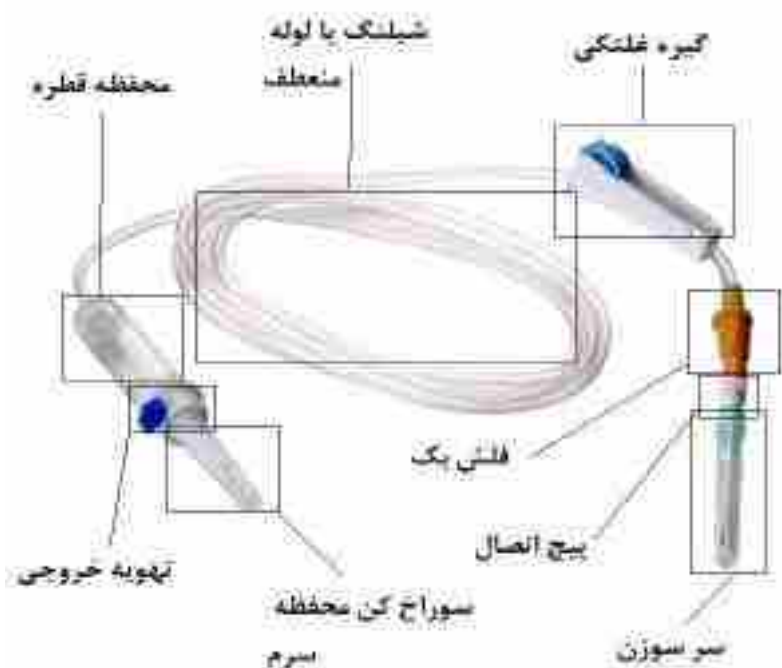 شیلنگ یا لوله
منعطف
گیره غلتکی
محفظه قطره
فلش بک
پیچ اتصال
تهویه خروجی
سوراخ کن محفظه
سرم
سر سوزن